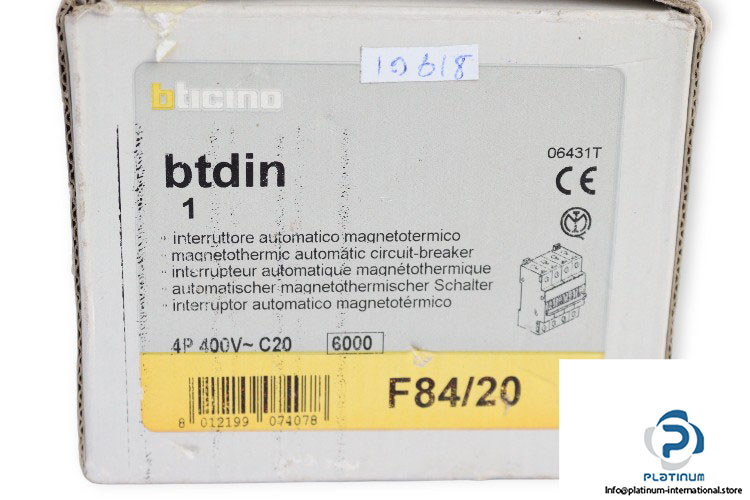 10618
bticino
06431T
btdin
CE
1
interruttore automatico magnetotermico
magnetothermic automatic circuit-breaker
interrupteur automatique magnétothermique
automatischer magnetothermischer Schalter
interruptor automatico magnetotérmico
4P 400V~ C20 6000
F84/20
8 012199 074078
PLATINUM
Info@platinum-international.store